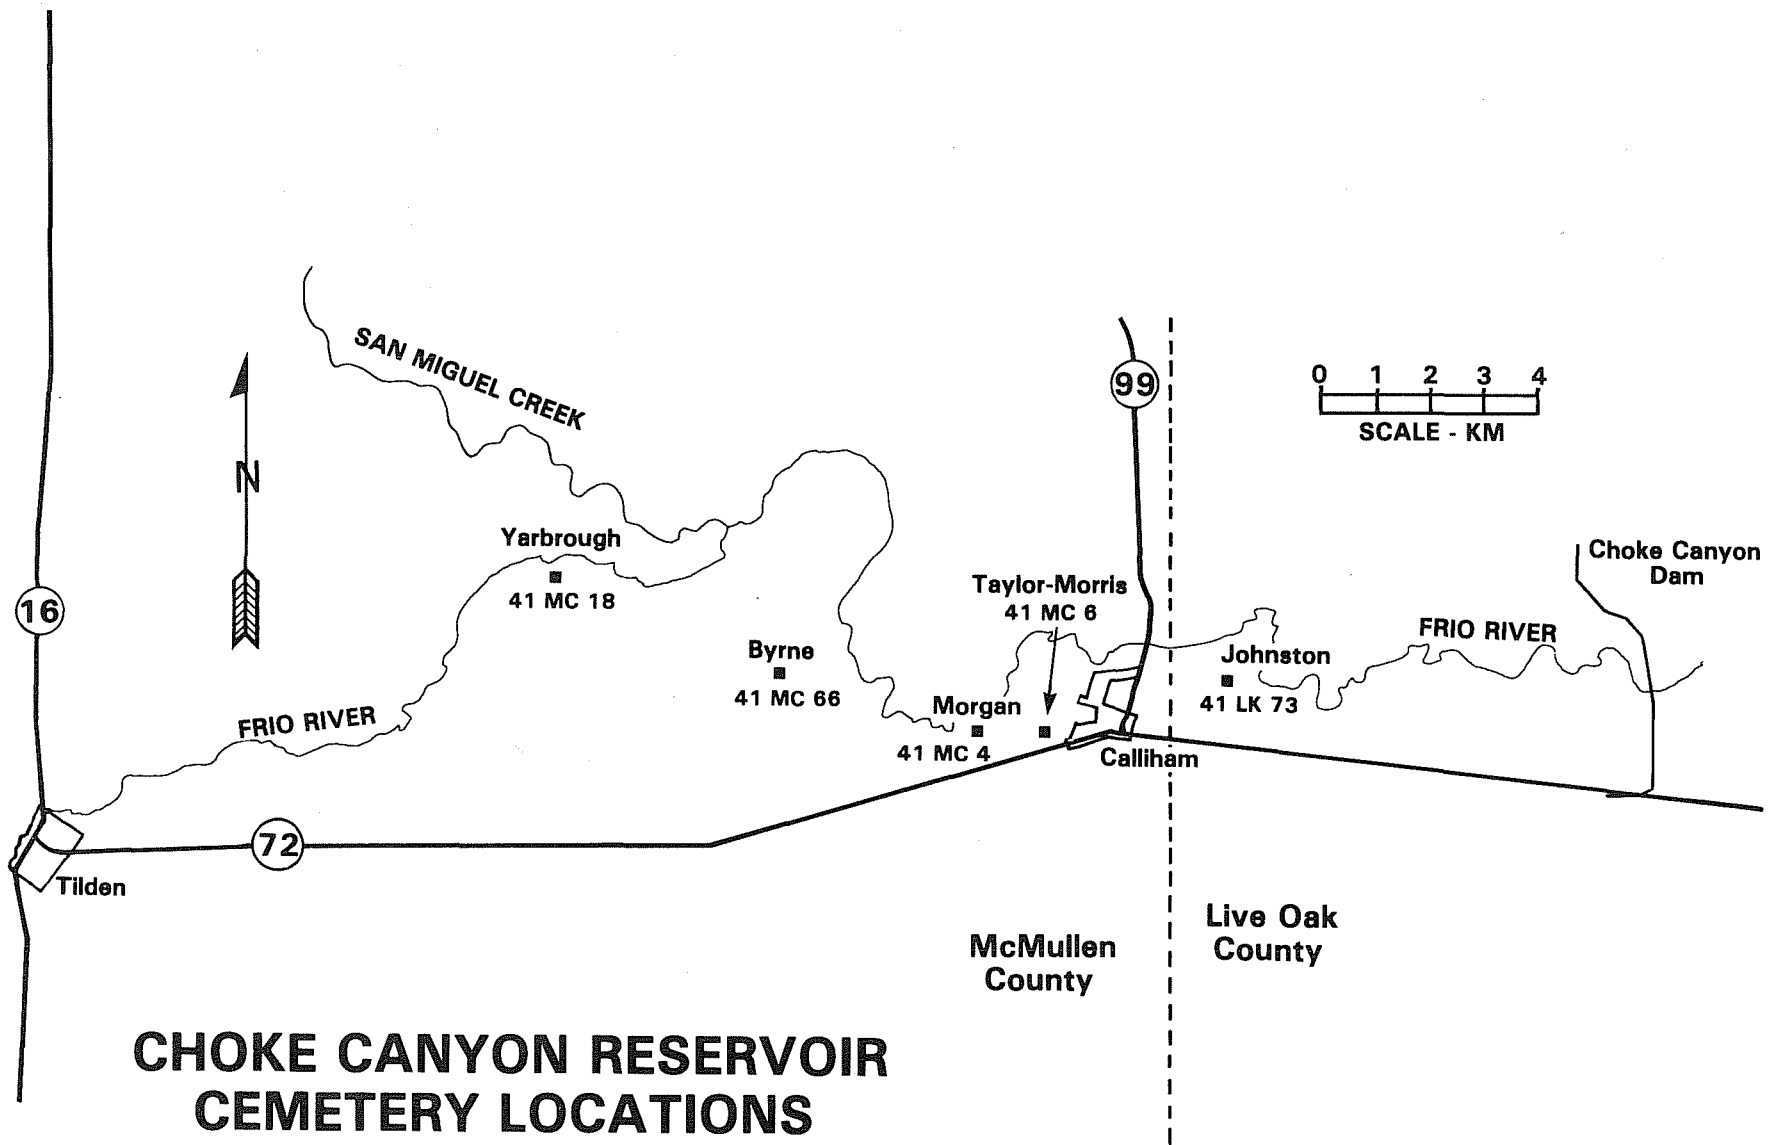 SAN MIGUEL CREEK
99
0 1 2 3 4
SCALE - KM
N
Yarbrough
41 MC 18
Choke Canyon
Dam
Taylor-Morris
41 MC 6
16
FRIO RIVER
Byrne
41 MC 66
Johnston
41 LK 73
FRIO RIVER
Morgan
41 MC 4
Calliham
72
Tilden
McMullen
County
Live Oak
County
CHOKE CANYON RESERVOIR
CEMETERY LOCATIONS